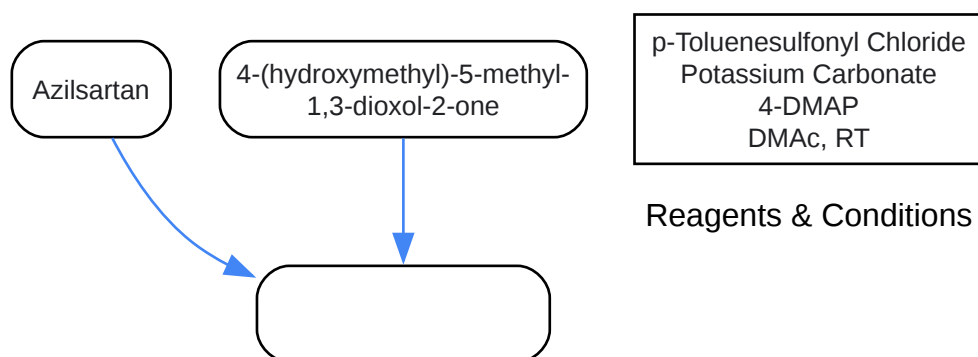 Azilsartan
4-(hydroxymethyl)-5-methyl-
1,3-dioxol-2-one
p-Toluenesulfonyl Chloride
Potassium Carbonate
4-DMAP
DMAc, RT
Reagents & Conditions